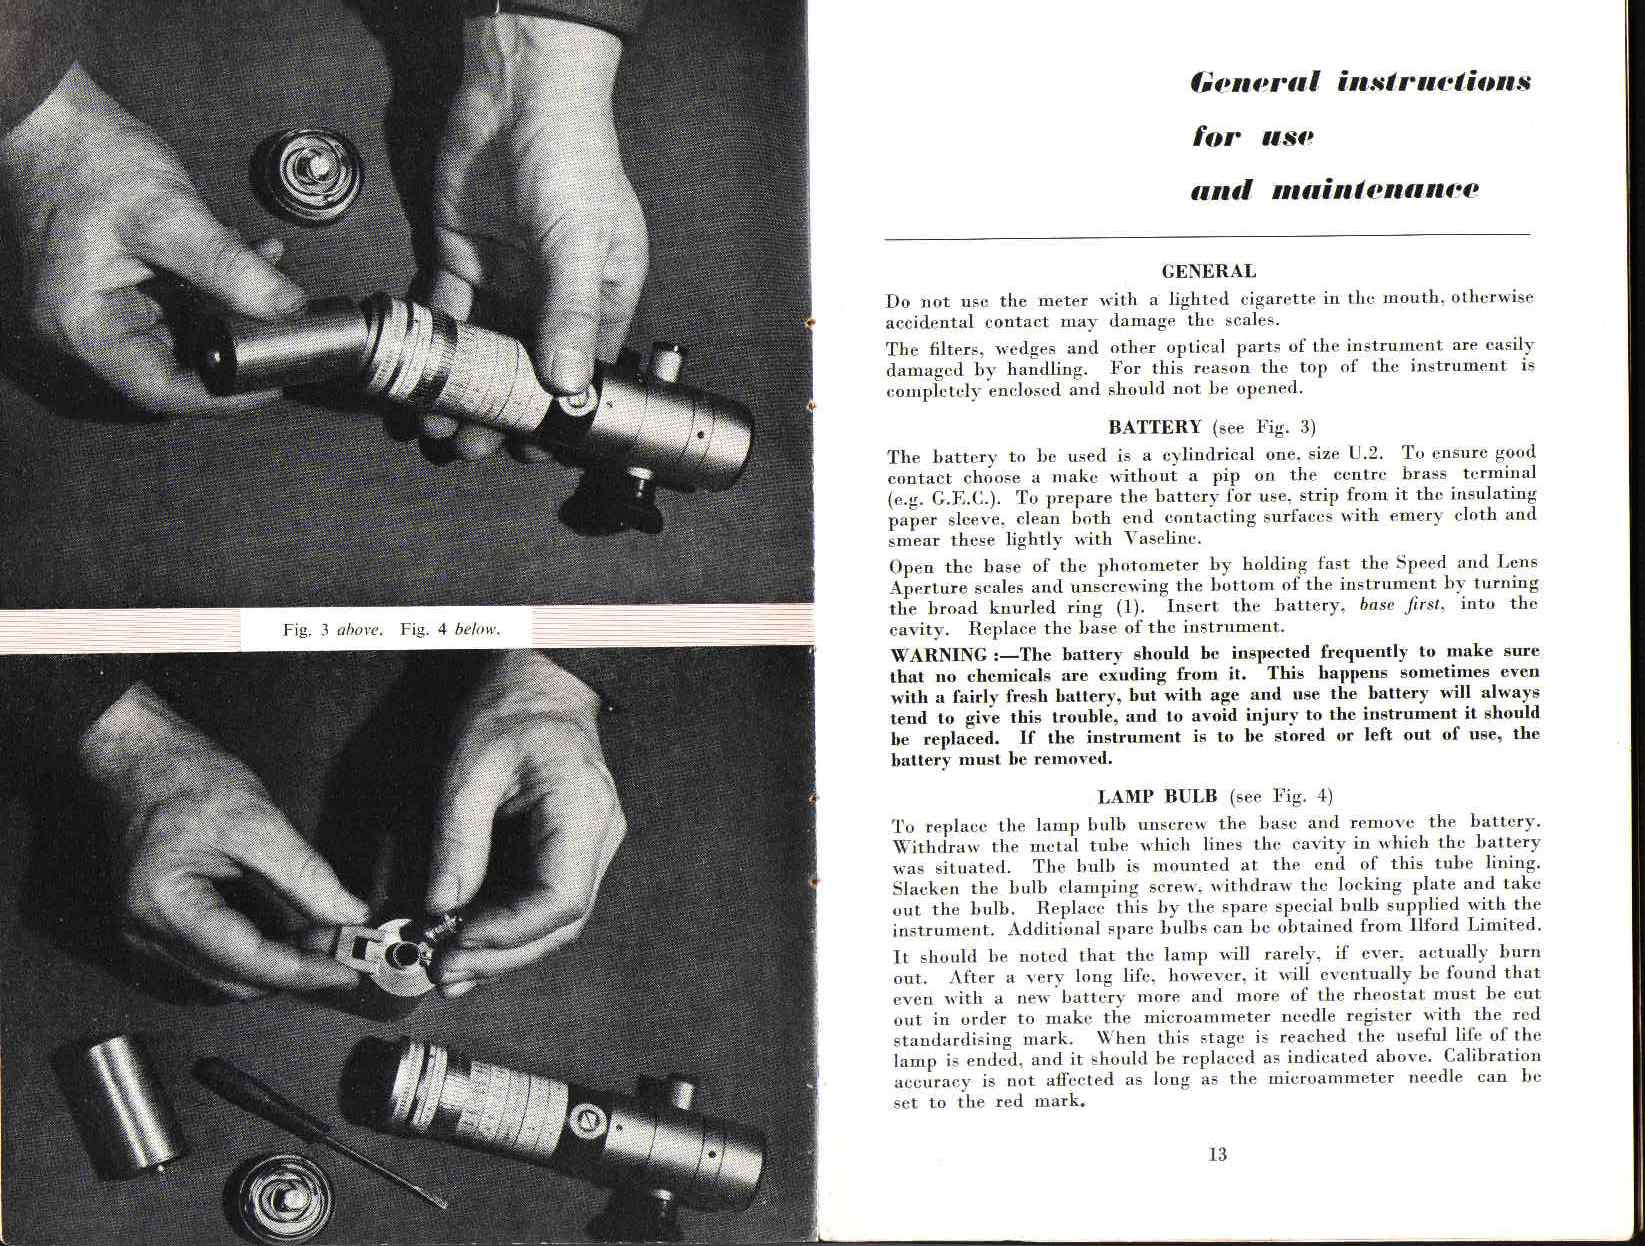 Fig. 3 above. Fig. 4 below.
General instructions
for use
and maintenance
GENERAL
Do not use the meter with a lighted cigarette in the mouth, otherwise
accidental contact may damage the scales.
The filters, wedges and other optical parts of the instrument are easily
damaged by handling. For this reason the top of the instrument is
completely enclosed and should not be opened.
BATTERY (see Fig. 3)
The battery to be used is a cylindrical one, size U.2. To ensure good
contact choose a make without a pip on the centre brass terminal
(e.g. G.E.C.). To prepare the battery for use, strip from it the insulating
paper sleeve, clean both end contacting surfaces with emery cloth and
smear these lightly with Vaseline.
Open the base of the photometer by holding fast the Speed and Lens
Aperture scales and unscrewing the bottom of the instrument by turning
the broad knurled ring (1). Insert the battery, base first, into the
cavity. Replace the base of the instrument.
WARNING :—The battery should be inspected frequently to make sure
that no chemicals are exuding from it. This happens sometimes even
with a fairly fresh battery, but with age and use the battery will always
tend to give this trouble, and to avoid injury to the instrument it should
be replaced. If the instrument is to be stored or left out of use, the
battery must be removed.
LAMP BULB (see Fig. 4)
To replace the lamp bulb unscrew the base and remove the battery.
Withdraw the metal tube which lines the cavity in which the battery
was situated. The bulb is mounted at the end of this tube lining.
Slacken the bulb clamping screw, withdraw the locking plate and take
out the bulb. Replace this by the spare special bulb supplied with the
instrument. Additional spare bulbs can be obtained from Ilford Limited.
It should be noted that the lamp will rarely, if ever, actually burn
out. After a very long life, however, it will eventually be found that
even with a new battery more and more of the rheostat must be cut
out in order to make the microammeter needle register with the red
standardising mark. When this stage is reached the useful life of the
lamp is ended, and it should be replaced as indicated above. Calibration
accuracy is not affected as long as the microammeter needle can be
set to the red mark.
13